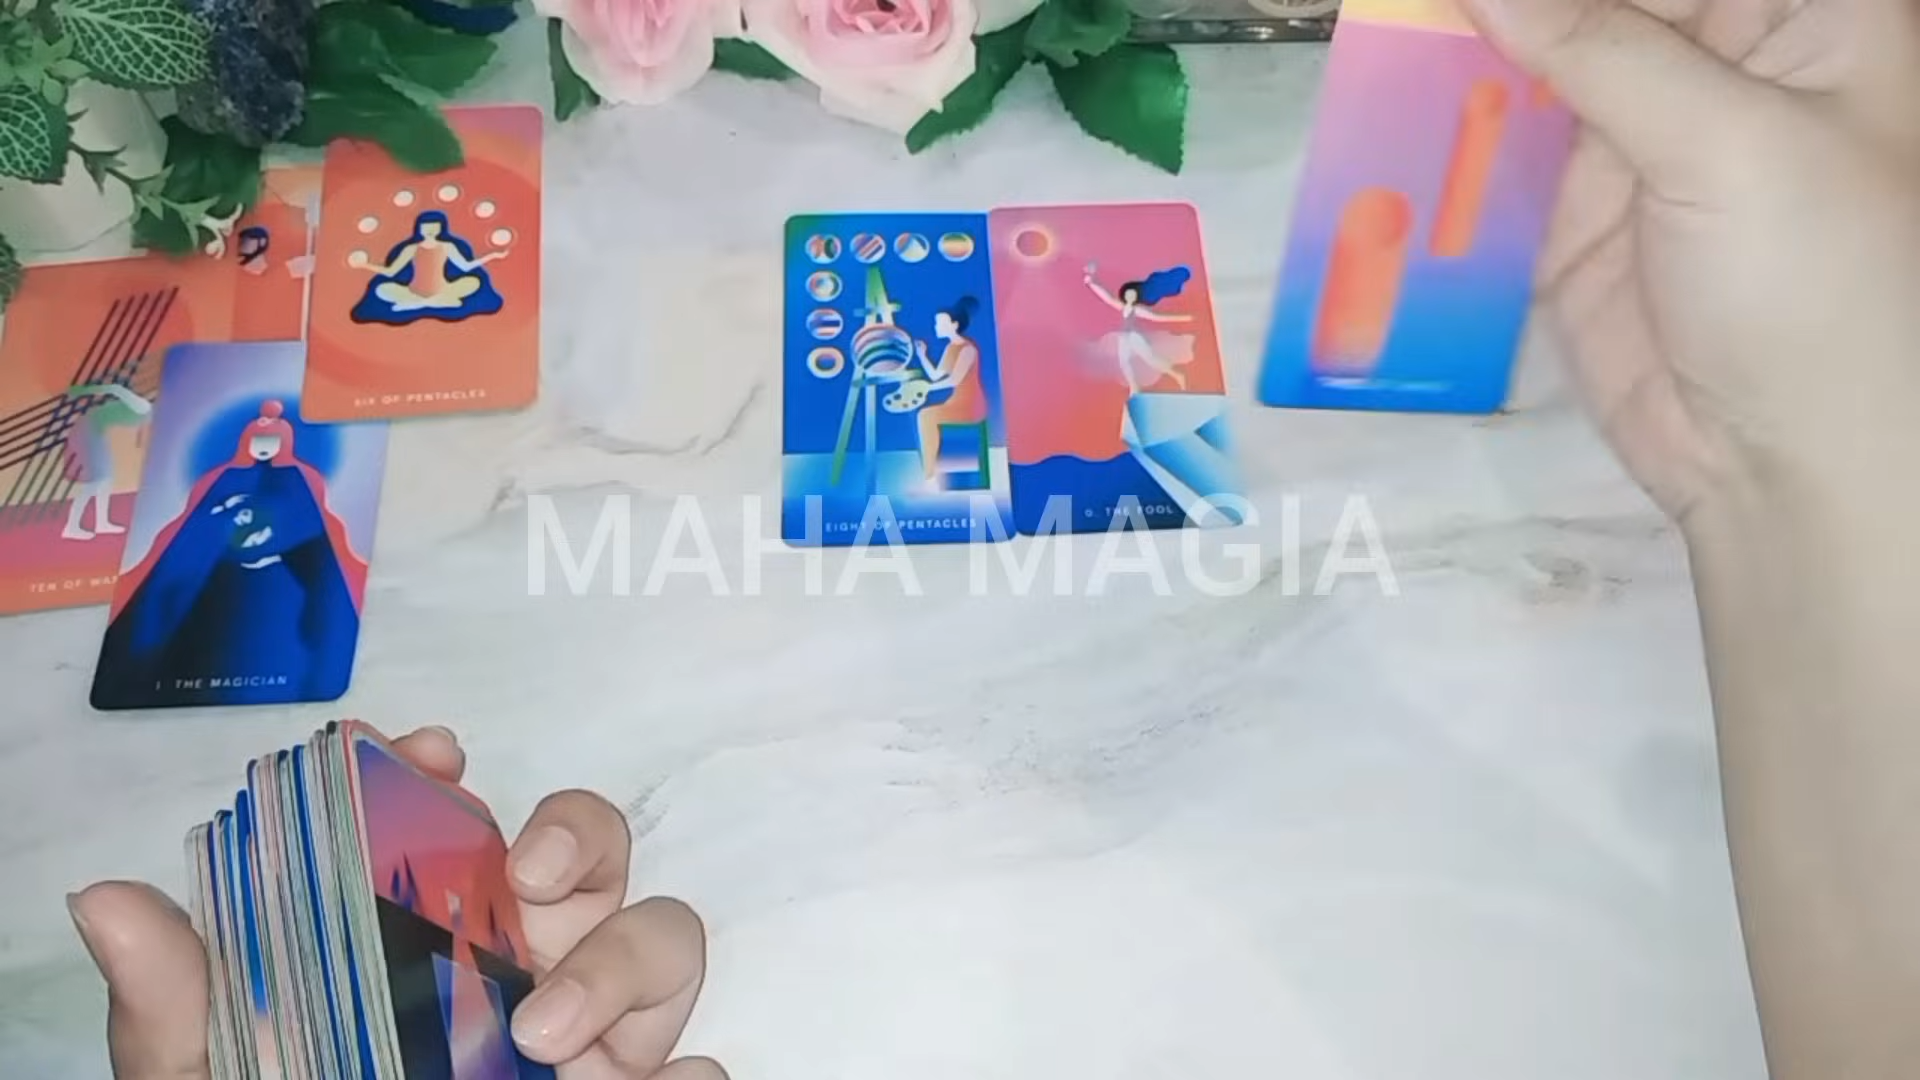 SIX OF PENTACLES
EIGHT OF PENTACLES
0. THE FOOL
MAHA MAGIA
TEN OF WA
I THE MAGICIAN